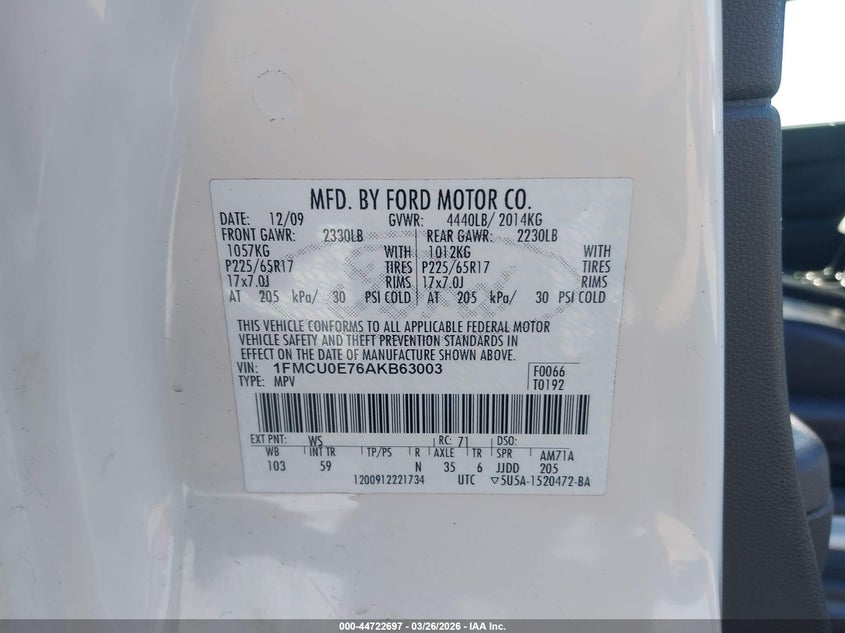 MFD. BY FORD MOTOR CO.
DATE: 12/09 GVWR: 4440LB/ 2014KG
FRONT GAWR: 2330LB REAR GAWR: 2230LB
1057KG WITH 1012KG WITH
P225/65R17 TIRES P225/65R17 TIRES
17x7.0J RIMS 17x7.0J RIMS
AT 205 kPa/ 30 PSI COLD AT 205 kPa/ 30 PSI COLD
THIS VEHICLE CONFORMS TO ALL APPLICABLE FEDERAL MOTOR
VEHICLE SAFETY AND THEFT PREVENTION STANDARDS IN
EFFECT ON THE DATE OF MANUFACTURE SHOWN ABOVE.
VIN: 1FMCU0E76AKB63003 F0066
TYPE: MPV T0192
EXT PNT: WS RC: 71 DSO:
WB INT TR TP/PS R AXLE TR SPR AM71A
103 59 N 35 6 JJDD 205
1200912221734 UTC ▽5U5A-1520472-BA
000-44722697 - 03/26/2026 - IAA Inc.